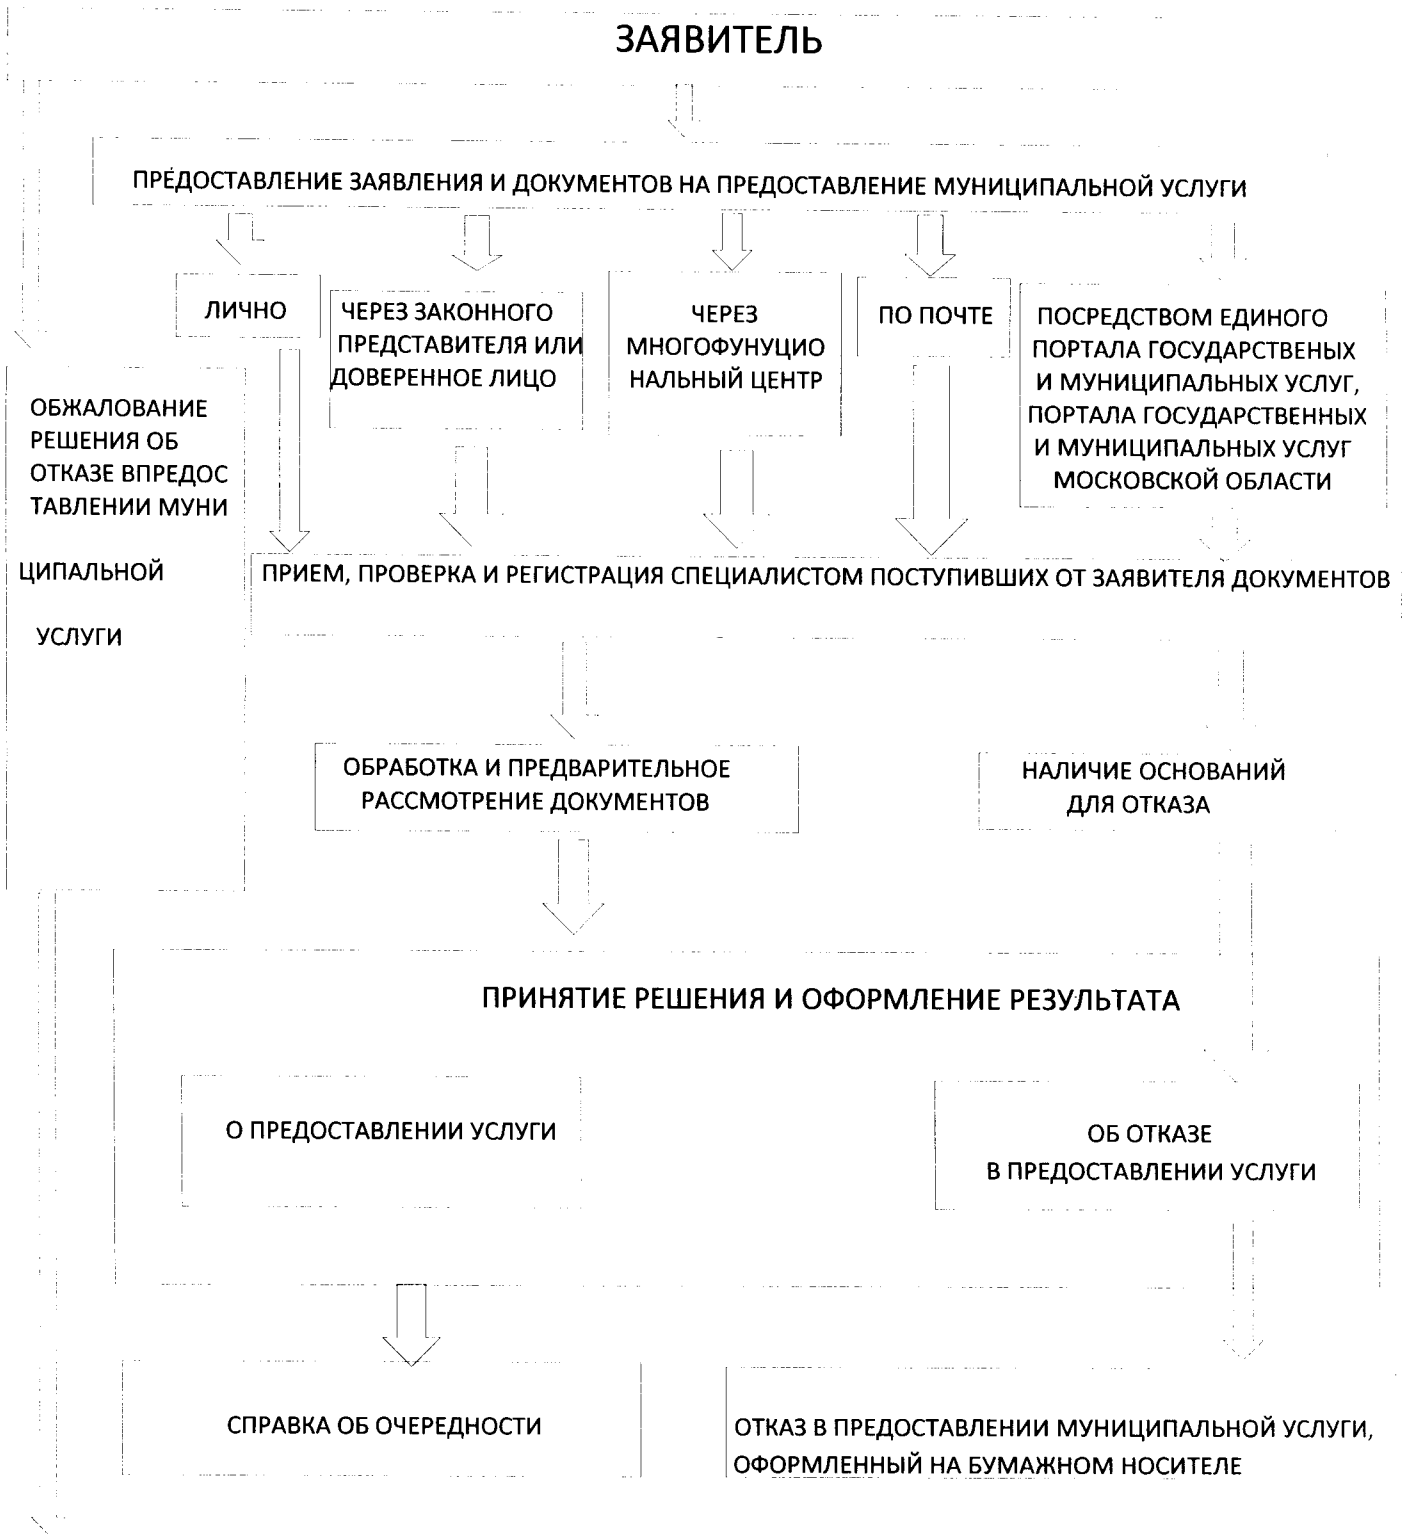 ЗАЯВИТЕЛЬ
ПРЕДОСТАВЛЕНИЕ ЗАЯВЛЕНИЯ И ДОКУМЕНТОВ НА ПРЕДОСТАВЛЕНИЕ МУНИЦИПАЛЬНОЙ УСЛУГИ
ЛИЧНО
ЧЕРЕЗ ЗАКОННОГО
ПРЕДСТАВИТЕЛЯ ИЛИ
ДОВЕРЕННОЕ ЛИЦО
ЧЕРЕЗ
МНОГОФУНУЦИО
НАЛЬНЫЙ ЦЕНТР
ПО ПОЧТЕ
ПОСРЕДСТВОМ ЕДИНОГО
ПОРТАЛА ГОСУДАРСТВЕНЫХ
И МУНИЦИПАЛЬНЫХ УСЛУГ,
ПОРТАЛА ГОСУДАРСТВЕННЫХ
И МУНИЦИПАЛЬНЫХ УСЛУГ
МОСКОВСКОЙ ОБЛАСТИ
ОБЖАЛОВАНИЕ
РЕШЕНИЯ ОБ
ОТКАЗЕ ВПРЕДОС
ТАВЛЕНИИ МУНИ
ЦИПАЛЬНОЙ
УСЛУГИ
ПРИЕМ, ПРОВЕРКА И РЕГИСТРАЦИЯ СПЕЦИАЛИСТОМ ПОСТУПИВШИХ ОТ ЗАЯВИТЕЛЯ ДОКУМЕНТОВ
ОБРАБОТКА И ПРЕДВАРИТЕЛЬНОЕ
РАССМОТРЕНИЕ ДОКУМЕНТОВ
НАЛИЧИЕ ОСНОВАНИЙ
ДЛЯ ОТКАЗА
ПРИНЯТИЕ РЕШЕНИЯ И ОФОРМЛЕНИЕ РЕЗУЛЬТАТА
О ПРЕДОСТАВЛЕНИИ УСЛУГИ
ОБ ОТКАЗЕ
В ПРЕДОСТАВЛЕНИИ УСЛУГИ
СПРАВКА ОБ ОЧЕРЕДНОСТИ
ОТКАЗ В ПРЕДОСТАВЛЕНИИ МУНИЦИПАЛЬНОЙ УСЛУГИ,
ОФОРМЛЕННЫЙ НА БУМАЖНОМ НОСИТЕЛЕ